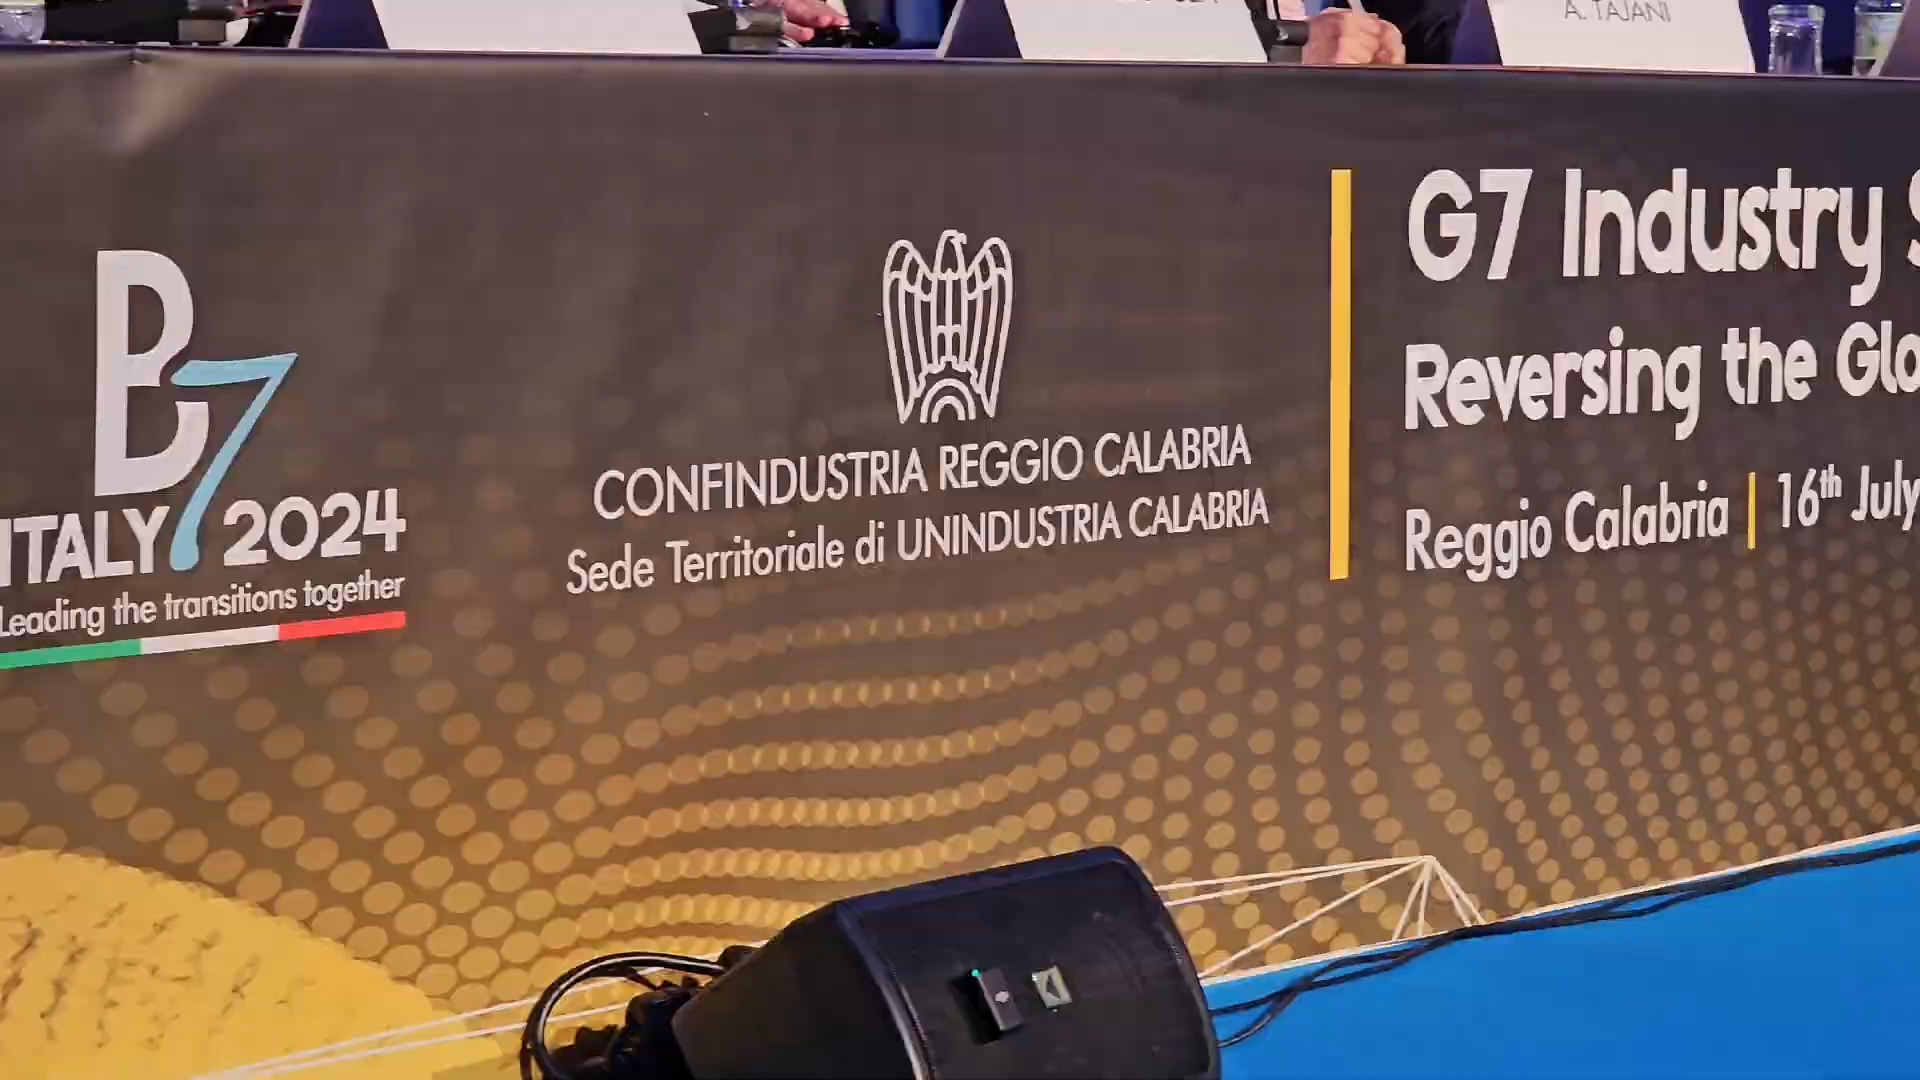 A. TAJANI
B7
ITALY 2024
Leading the transitions together
CONFINDUSTRIA REGGIO CALABRIA
Sede Territoriale di UNINDUSTRIA CALABRIA
G7 Industry
Reversing the
Reggio Calabria | 16th July